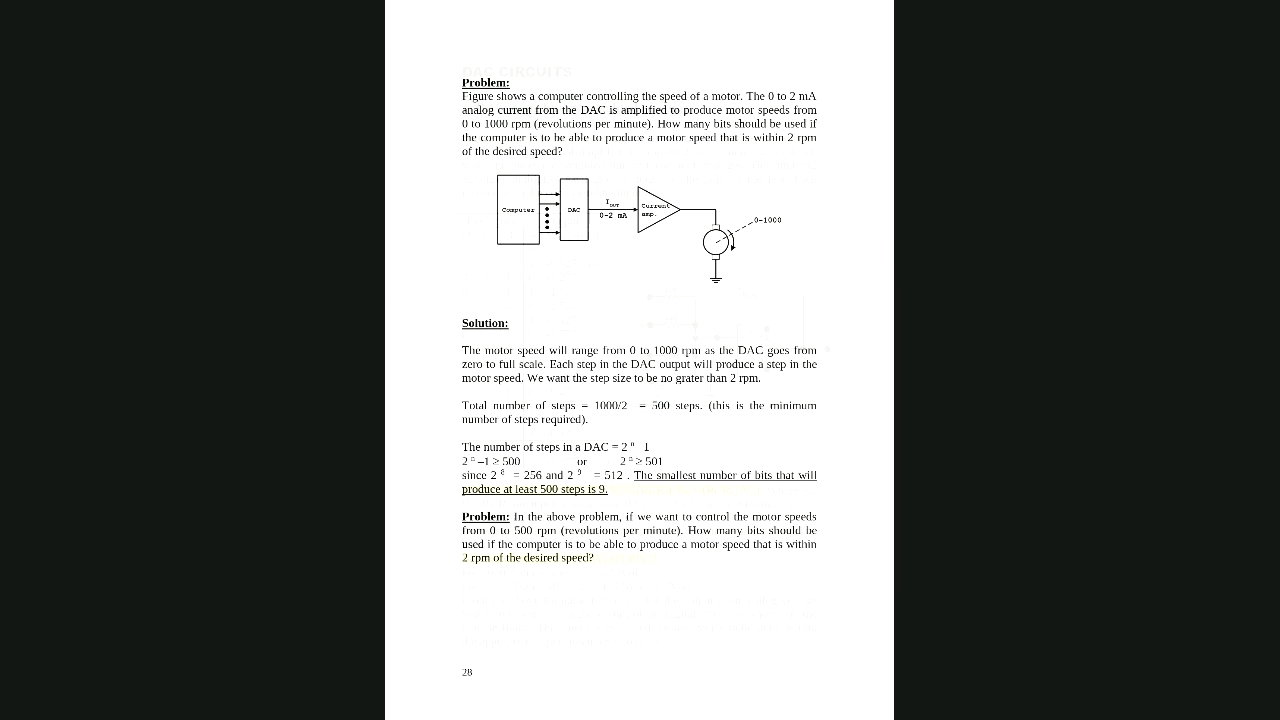 DAC CIRCUITS
Problem:
Figure shows a computer controlling the speed of a motor. The 0 to 2 mA
analog current from the DAC is amplified to produce motor speeds from
0 to 1000 rpm (revolutions per minute). How many bits should be used if
the computer is to be able to produce a motor speed that is within 2 rpm
of the desired speed?
Computer
DAC
I OUT
0-2 mA
Current
amp.
0-1000
Solution:
The motor speed will range from 0 to 1000 rpm as the DAC goes from
zero to full scale. Each step in the DAC output will produce a step in the
motor speed. We want the step size to be no grater than 2 rpm.
Total number of steps = 1000/2 = 500 steps. (this is the minimum
number of steps required).
The number of steps in a DAC = 2 ⁿ 1
2 ⁿ –1 ≥ 500 or 2 ⁿ ≥ 501
since 2 ⁸ = 256 and 2 ⁹ = 512 . The smallest number of bits that will
produce at least 500 steps is 9.
Problem: In the above problem, if we want to control the motor speeds
from 0 to 500 rpm (revolutions per minute). How many bits should be
used if the computer is to be able to produce a motor speed that is within
2 rpm of the desired speed?
28